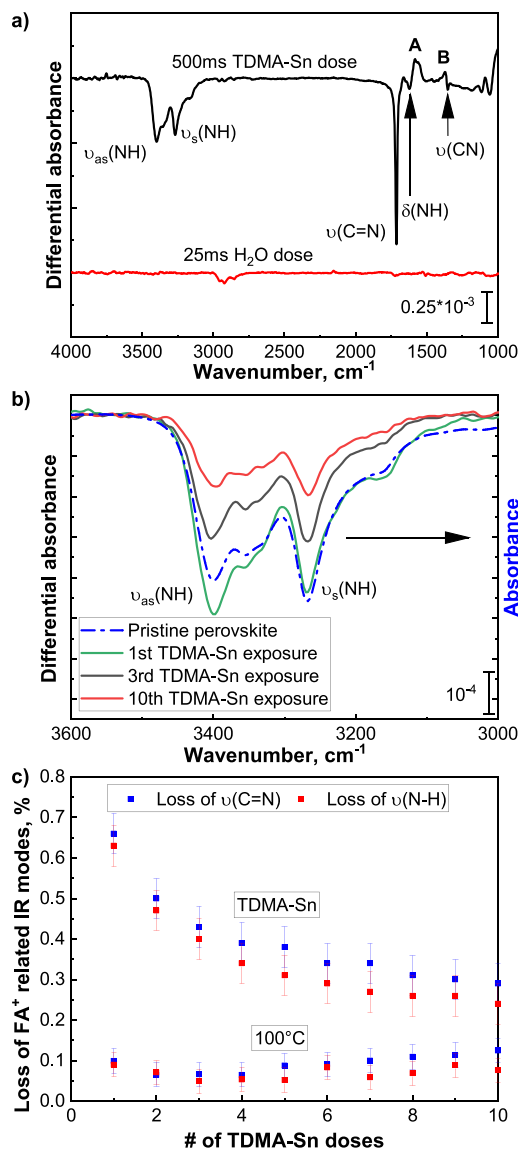 a)
A
B
500ms TDMA-Sn dose
υas(NH)
υs(NH)
υ(CN)
δ(NH)
υ(C=N)
25ms H2O dose
0.25*10-3
Differential absorbance
4000 3500 3000 2500 2000 1500 1000
Wavenumber, cm-1
b)
Differential absorbance
Absorbance
υas(NH)
υs(NH)
Pristine perovskite
1st TDMA-Sn exposure
3rd TDMA-Sn exposure
10th TDMA-Sn exposure
10-4
3600 3400 3200 3000
Wavenumber, cm-1
c)
Loss of FA+ related IR modes, %
0.8
0.7
0.6
0.5
0.4
0.3
0.2
0.1
0.0
Loss of υ(C=N) Loss of υ(N-H)
TDMA-Sn
100°C
0 2 4 6 8 10
# of TDMA-Sn doses